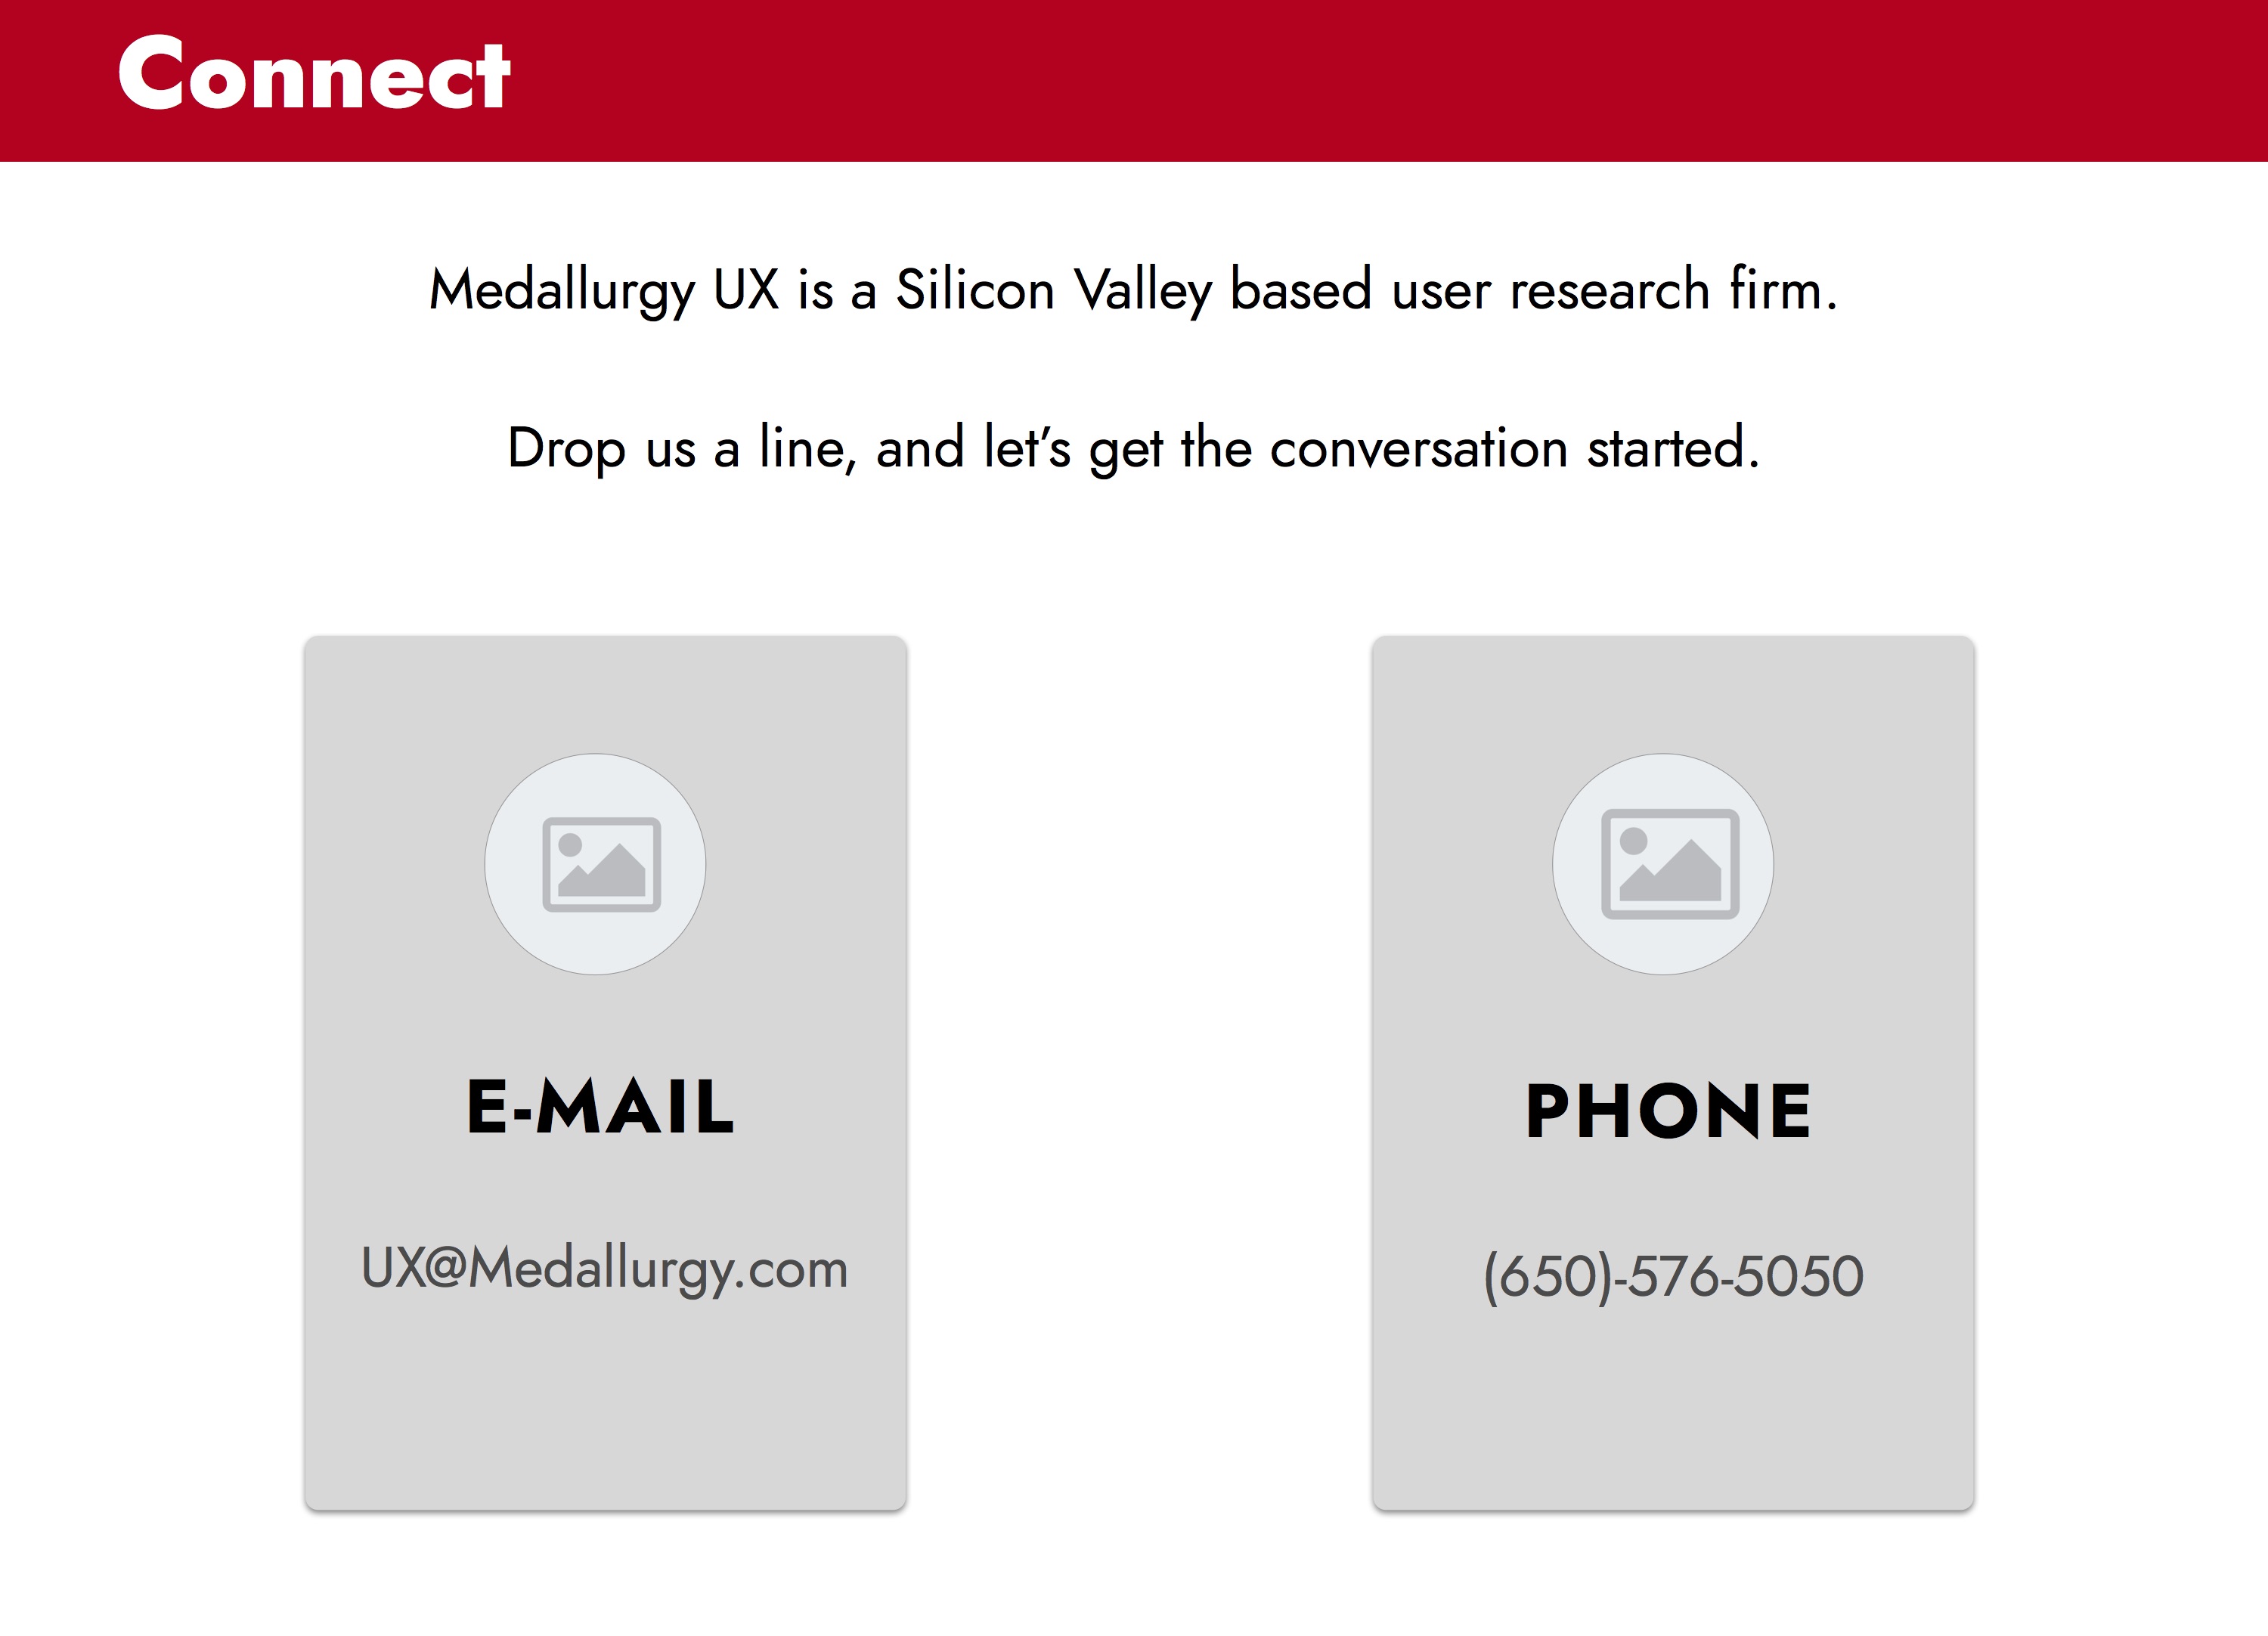 Connect
Medallurgy UX is a Silicon Valley based user research firm.
Drop us a line, and let’s get the conversation started.
E-MAIL
UX@Medallurgy.com
PHONE
(650)-576-5050